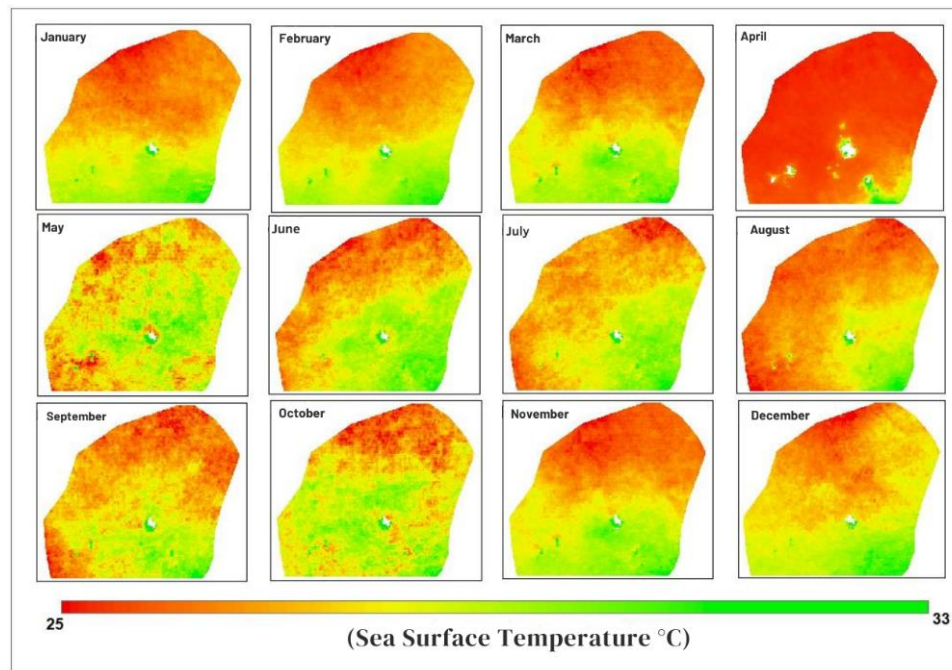 January
February
March
April
May
June
July
August
September
October
November
December
25
33
(Sea Surface Temperature °C)